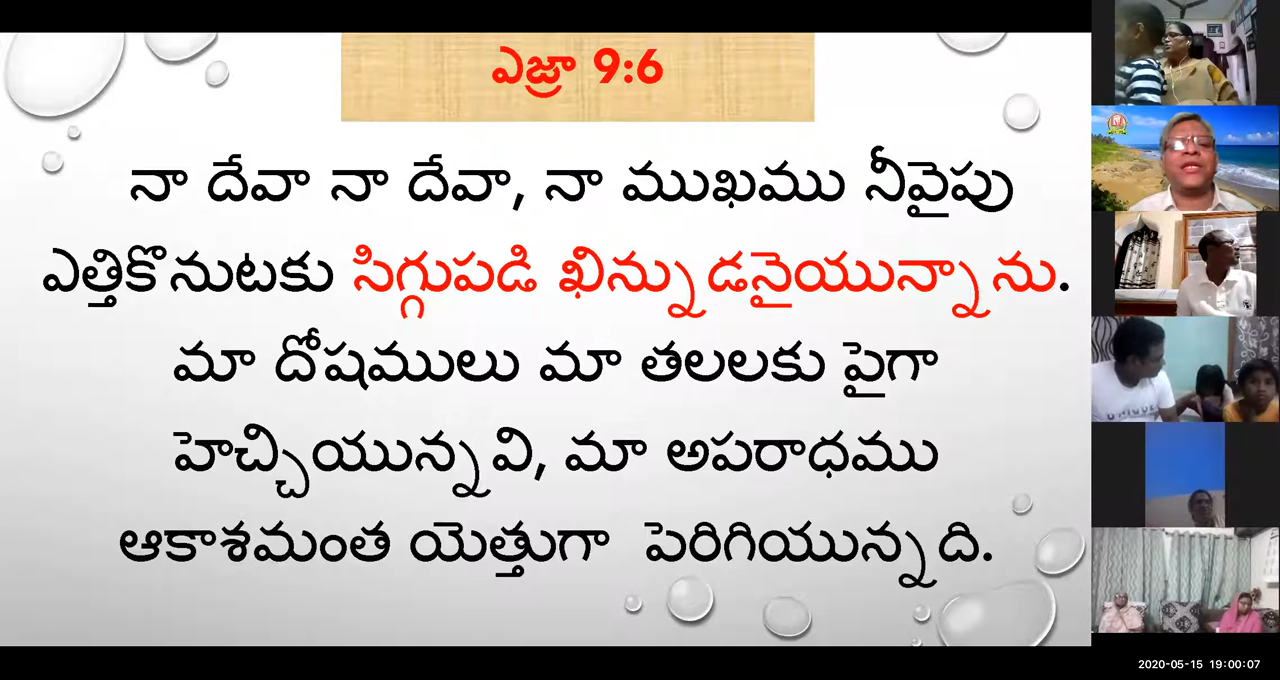 ఎజ్రా 9:6
నా దేవా నా దేవా, నా ముఖము నీవైపు
ఎత్తికొనుటకు సిగ్గుపడి ఖిన్నుడనైయున్నాను.
మా దోషములు మా తలలకు పైగా
హెచ్చియున్నవి, మా అపరాధము
ఆకాశమంత యెత్తుగా పెరిగియున్నది.
UNIQUE
2020-05-15 19:00:07